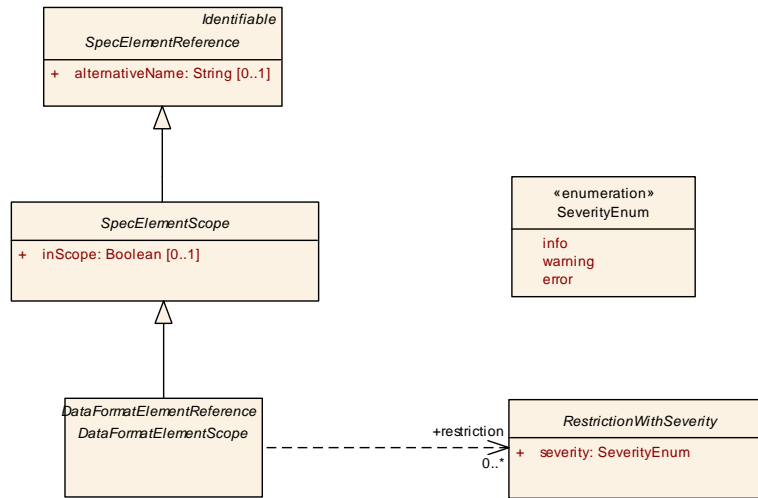 Identifiable
SpecElementReference
+ alternativeName: String [0..1]
SpecElementScope
+ inScope: Boolean [0..1]
«enumeration»
SeverityEnum
info
warning
error
DataFormatElementReference
DataFormatElementScope
+restriction
0..*
RestrictionWithSeverity
+ severity: SeverityEnum